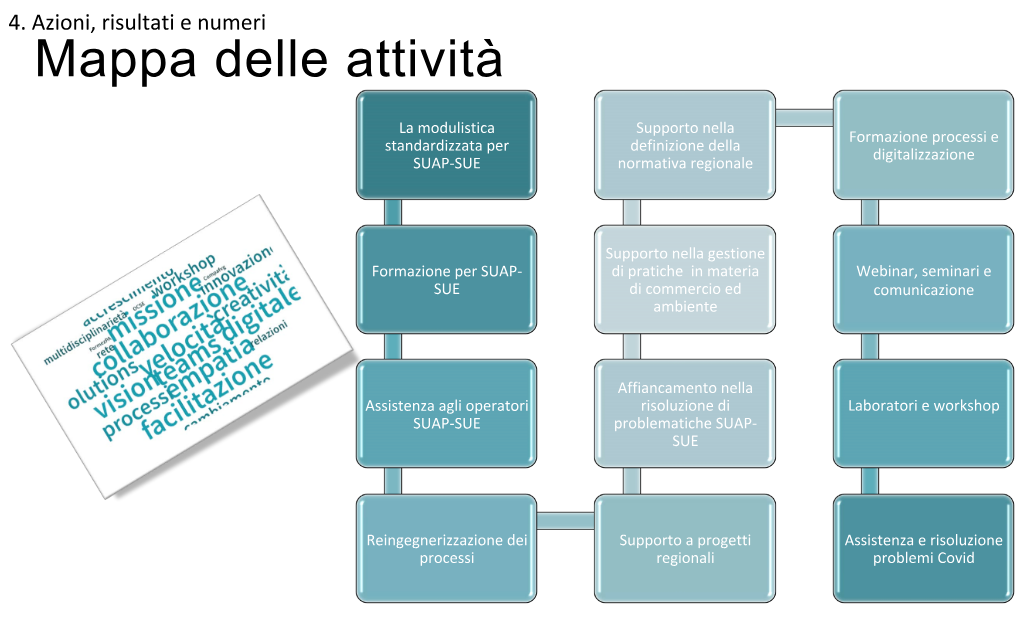 4. Azioni, risultati e numeri
Mappa delle attività
La modulistica
standardizzata per
SUAP-SUE
Formazione per SUAP-
SUE
Assistenza agli operatori
SUAP-SUE
Reingegnerizzazione dei
processi
Supporto nella
definizione della
normativa regionale
Supporto nella gestione
di pratiche in materia
di commercio ed
ambiente
Affiancamento nella
risoluzione di
problematiche SUAP-
SUE
Supporto a progetti
regionali
Formazione processi e
digitalizzazione
Webinar, seminari e
comunicazione
Laboratori e workshop
Assistenza e risoluzione
problemi Covid
accrescimento
workshop
innovazione
multidisciplinarietà
missione
creatività
rete
collaborazione
velocità
digitale
olutions
teams
relazioni
vision
empatia
process
facilitazione
cambiamento